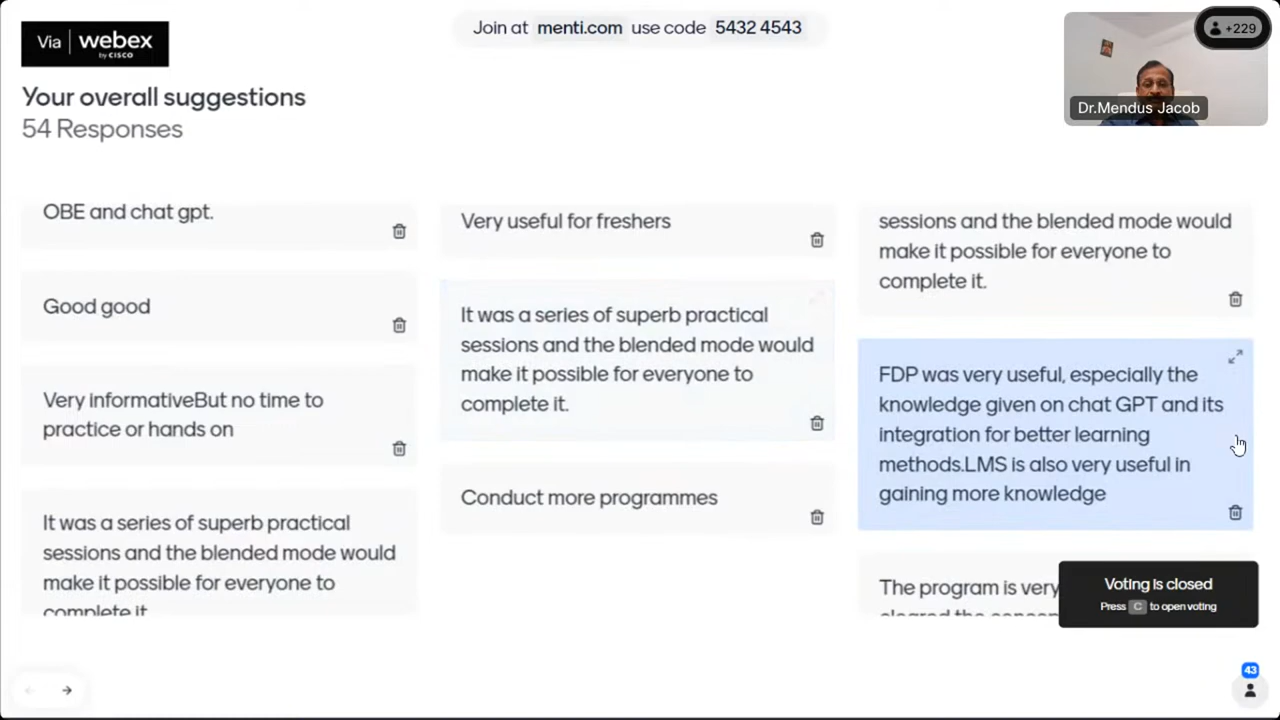 Via webex
by CISCO
Join at menti.com use code 5432 4543
+229
Dr.Mendus Jacob
Your overall suggestions
54 Responses
OBE and chat gpt.
Good good
Very informativeBut no time to
practice or hands on
It was a series of superb practical
sessions and the blended mode would
make it possible for everyone to
complete it
Very useful for freshers
It was a series of superb practical
sessions and the blended mode would
make it possible for everyone to
complete it.
Conduct more programmes
sessions and the blended mode would
make it possible for everyone to
complete it.
FDP was very useful, especially the
knowledge given on chat GPT and its
integration for better learning
methods.LMS is also very useful in
gaining more knowledge
The program is very
cleared the
Voting is closed
Press C to open voting
43